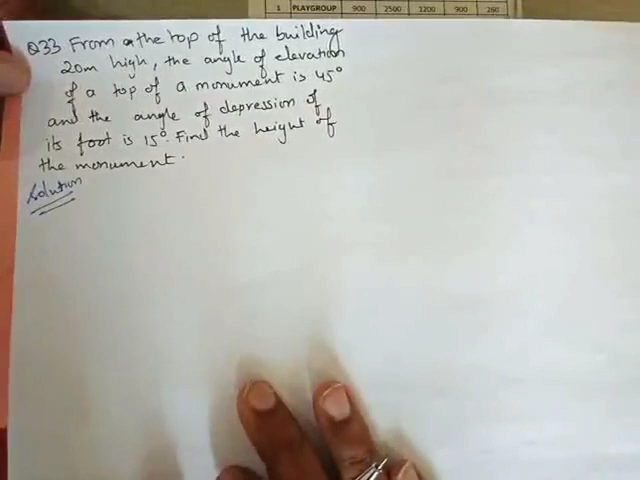 1 PLAYGROUP 900 2500 1200 900 260
Q33 From the top of the building
20m high, the angle of elevation
of a top of a monument is 45°
and the angle of depression of
its foot is 15°. Find the height of
the monument.
Solution